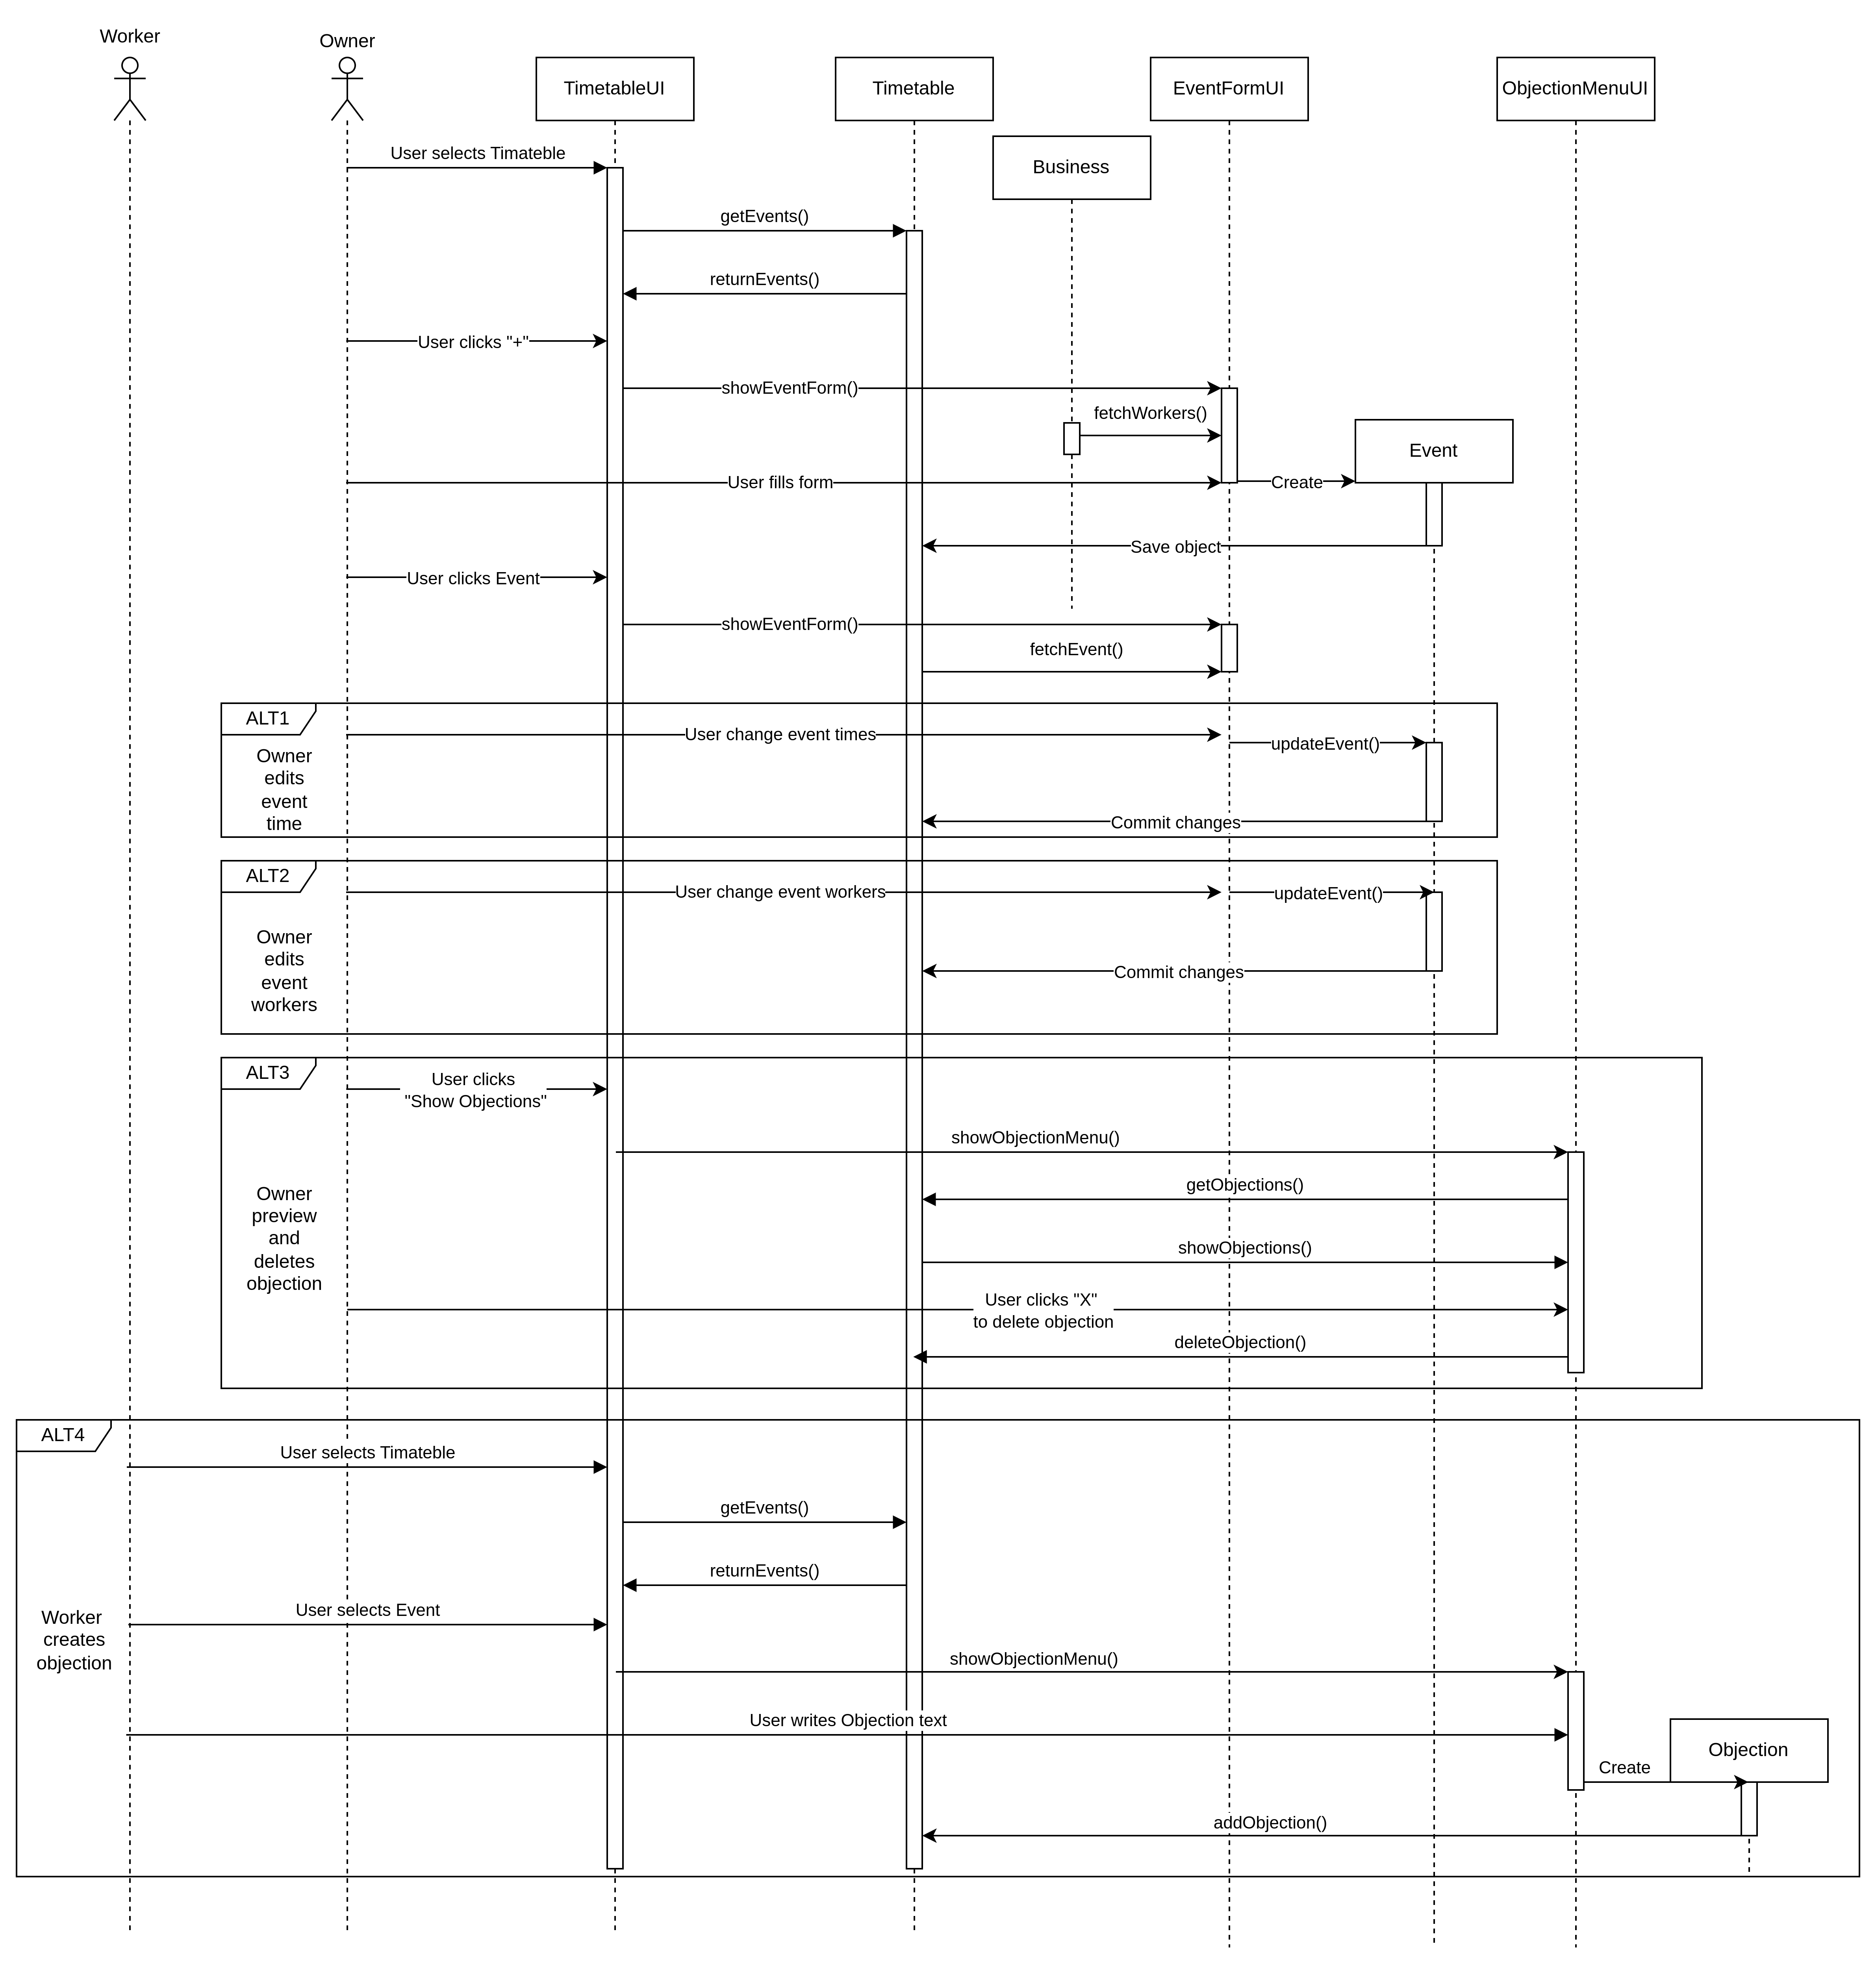 Worker
Owner
TimetableUI
Timetable
EventFormUI
ObjectionMenuUI
Business
User selects Timateble
getEvents()
returnEvents()
User clicks "+"
showEventForm()
fetchWorkers()
Event
User fills form
Create
Save object
User clicks Event
showEventForm()
fetchEvent()
ALT1
User change event times
updateEvent()
Owner
edits
event
time
Commit changes
ALT2
User change event workers
updateEvent()
Owner
edits
event
workers
Commit changes
ALT3
User clicks
"Show Objections"
showObjectionMenu()
getObjections()
Owner
preview
and
deletes
objection
showObjections()
User clicks "X"
to delete objection
deleteObjection()
ALT4
User selects Timateble
getEvents()
returnEvents()
User selects Event
Worker
creates
objection
showObjectionMenu()
User writes Objection text
Objection
Create
addObjection()